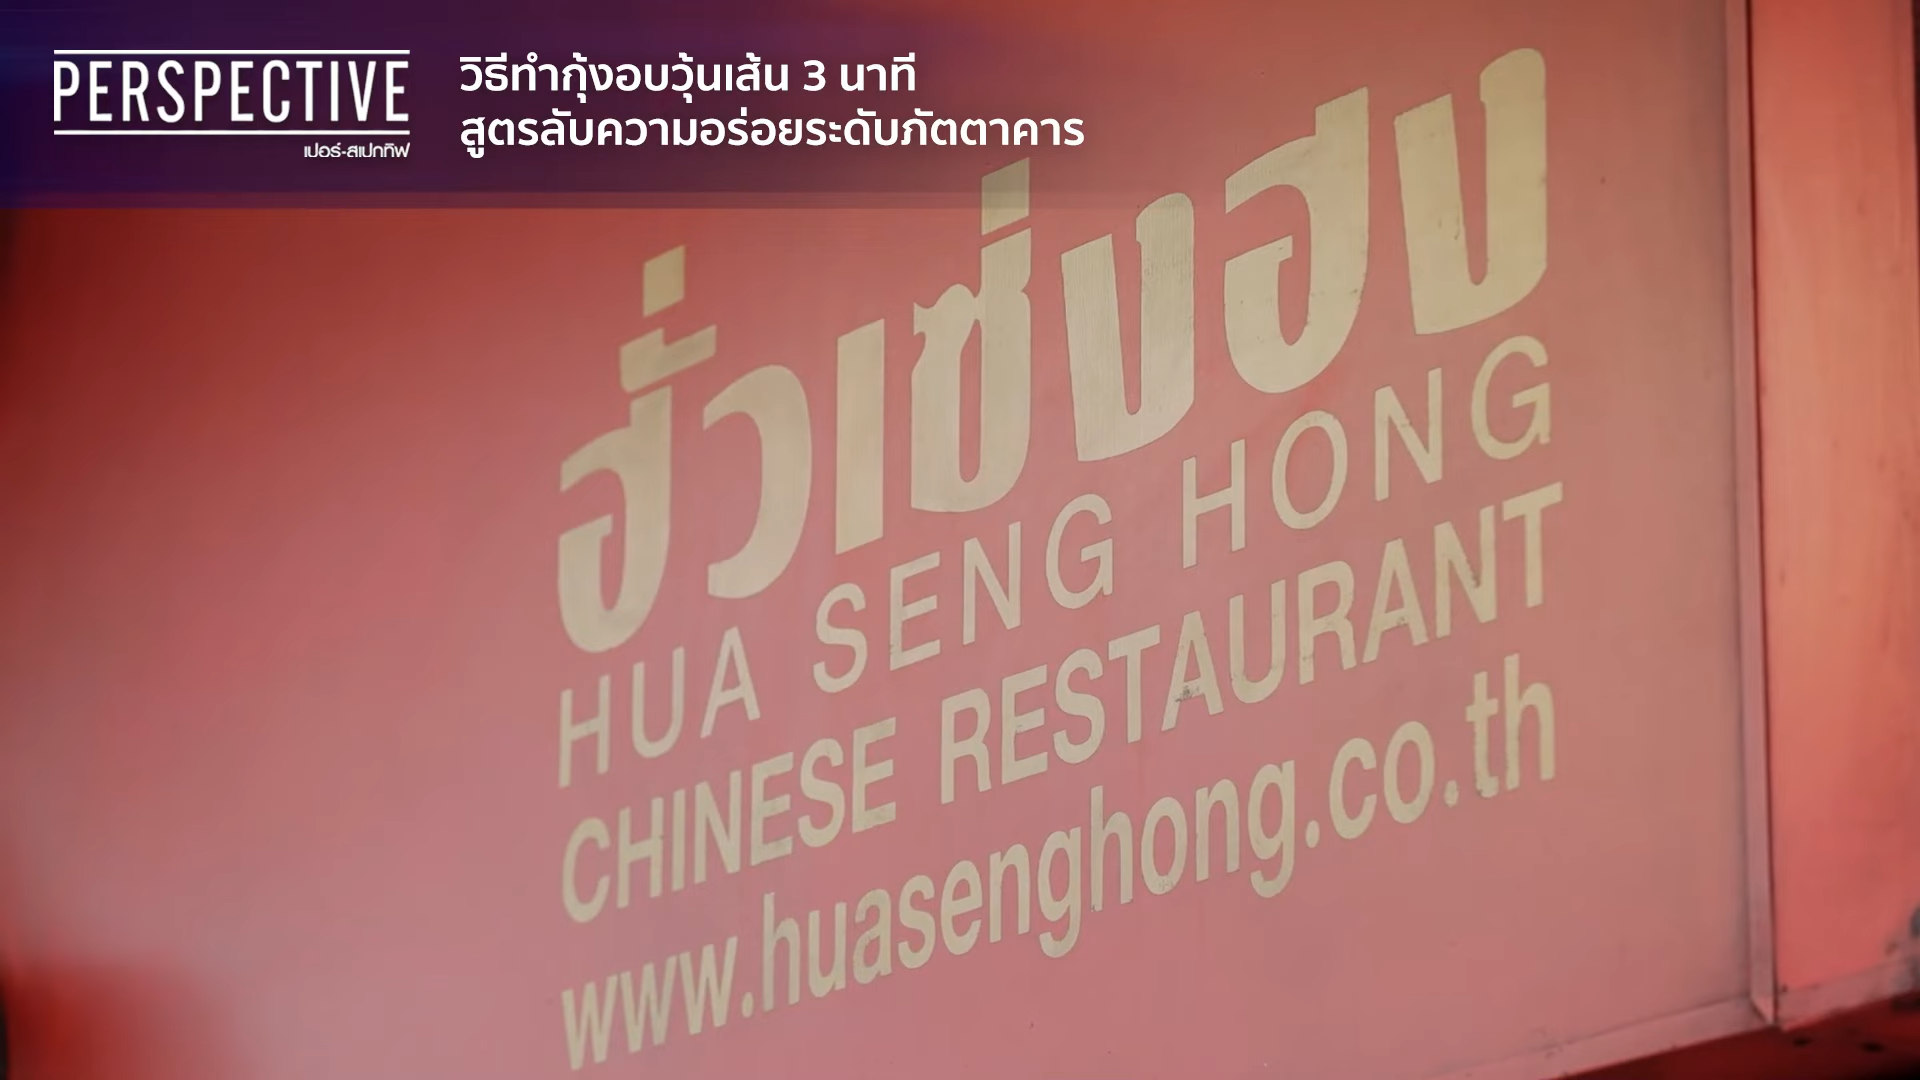 PERSPECTIVE
เปอร์-สเปกทิฟ
วิธีทำกุ้งอบวุ้นเส้น 3 นาที
สูตรลับความอร่อยระดับภัตตาคาร
ฮั่วเซ่งฮง
HUA SENG HONG
CHINESE RESTAURANT
www.huasenghong.co.th